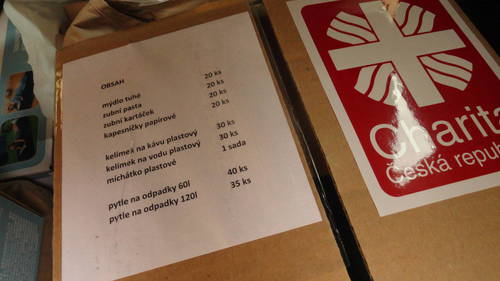 OBSAH
mýdlo tuhé 20 ks
zubní pasta 20 ks
zubní kartáček 20 ks
kapesničky papírové 20 ks
kelímek na kávu plastový 30 ks
kelímek na vodu plastový 30 ks
míchátko plastové 1 sada
pytle na odpadky 60l 40 ks
pytle na odpadky 120l 35 ks
Charita
Česká repub